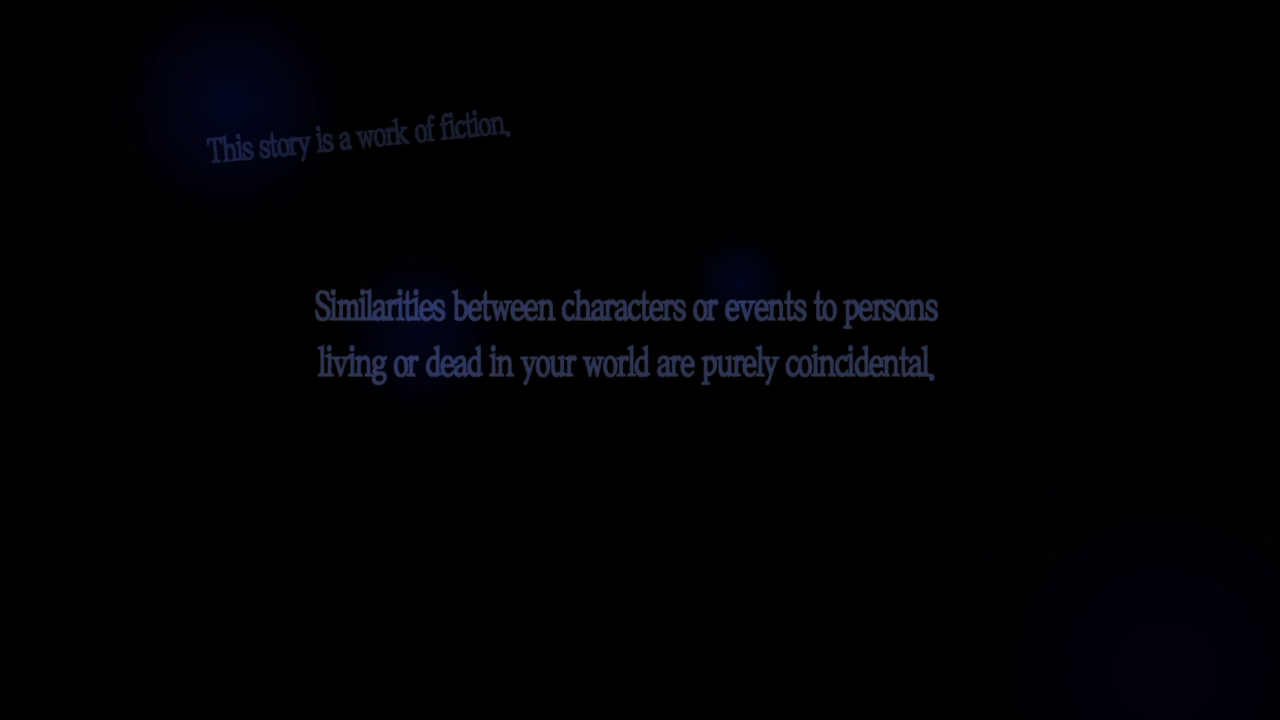 This story is a work of fiction.
Similarities between characters or events to persons
living or dead in your world are purely coincidental.